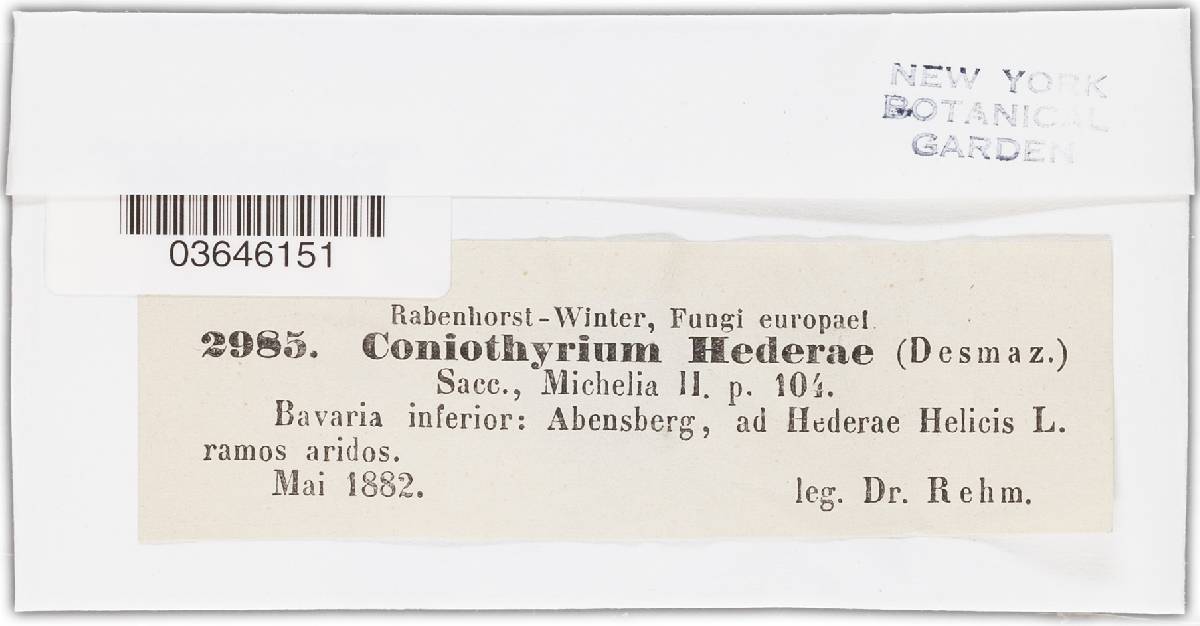 NEW YORK
BOTANICAL
GARDEN
03646151
Rabenhorst-Winter, Fungi europaei
2985. Coniothyrium Hederae (Desmaz.)
Sacc., Michelia II. p. 104.
Bavaria inferior: Abensberg, ad Hederae Helicis L.
ramos aridos.
Mai 1882. leg. Dr. Rehm.